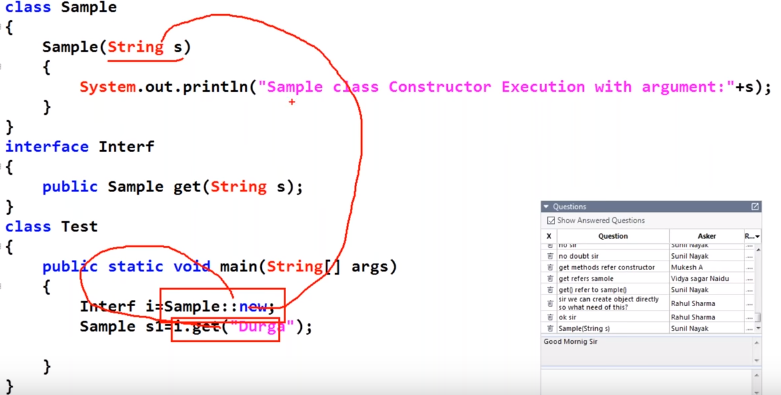 class Sample
{
Sample(String s)
{
System.out.println("Sample class Constructor Execution with argument:"+s);
}
}
interface Interf
{
public Sample get(String s);
}
class Test
{
public static void main(String[] args)
{
Interf i=Sample::new;
Sample s1=i.get("Durga");
}
}
Questions
Show Answered Questions
X Question Asker R...
no sir Sunil Nayak ...
no doubt sir Sunil Nayak ...
get methods refer constructor Mukesh A ...
get refers samole Vidya sagar Naidu ...
get() refer to sample() Sunil Nayak ...
sir we can create object directly so what need of this? Rahul Sharma ...
ok sir Rahul Sharma ...
Sample(String s) Sunil Nayak ...
Good Mornig Sir